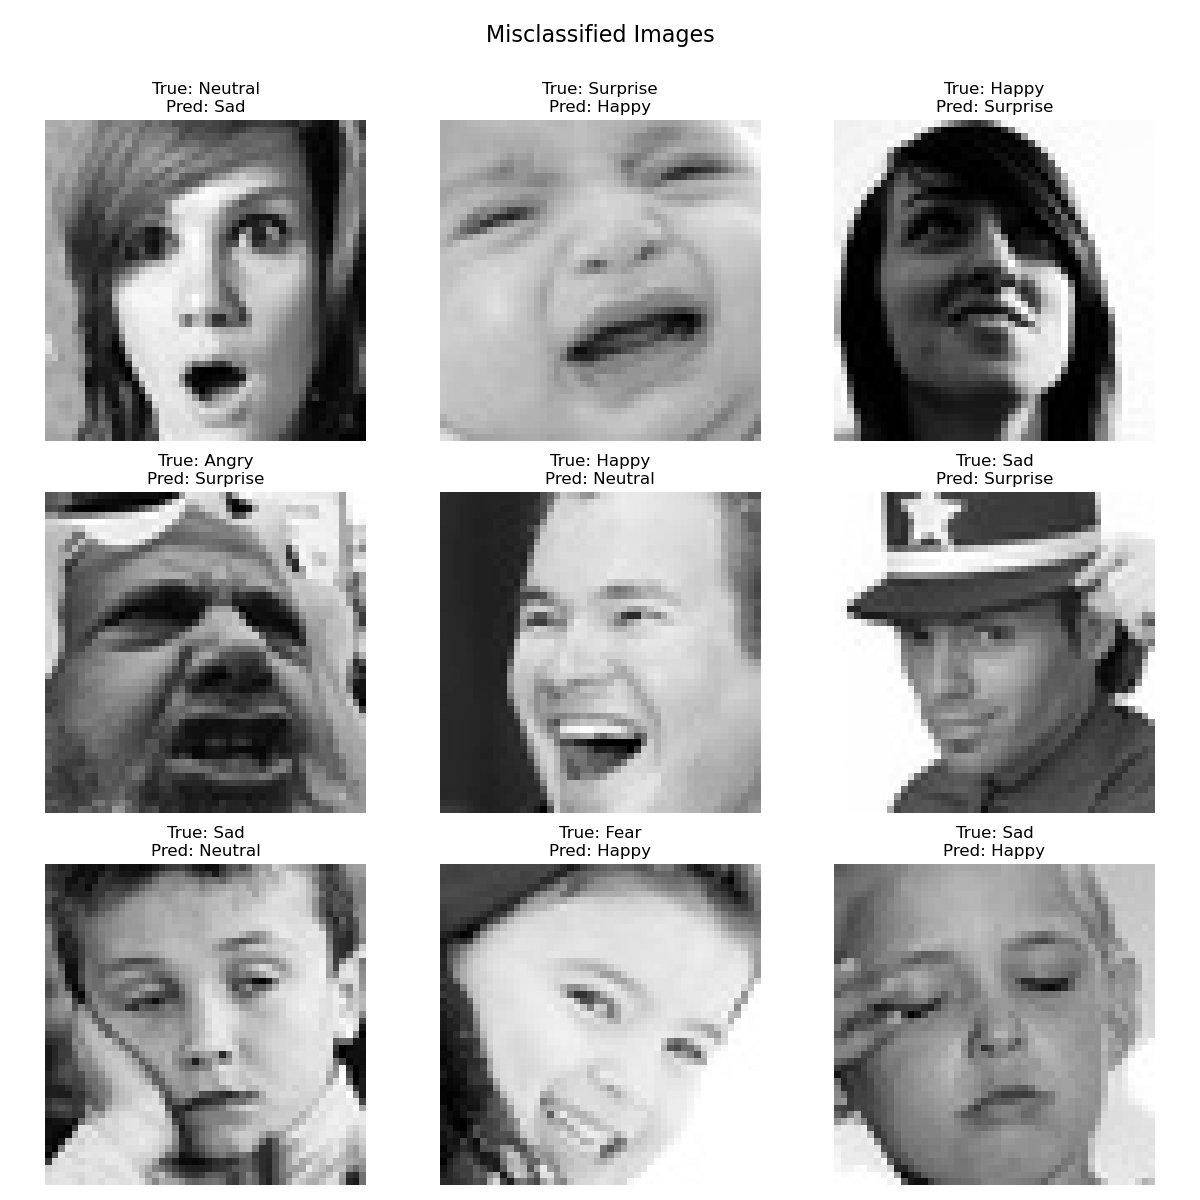 Misclassified Images
True: Neutral
Pred: Sad
True: Surprise
Pred: Happy
True: Happy
Pred: Surprise
True: Angry
Pred: Surprise
True: Happy
Pred: Neutral
True: Sad
Pred: Surprise
True: Sad
Pred: Neutral
True: Fear
Pred: Happy
True: Sad
Pred: Happy